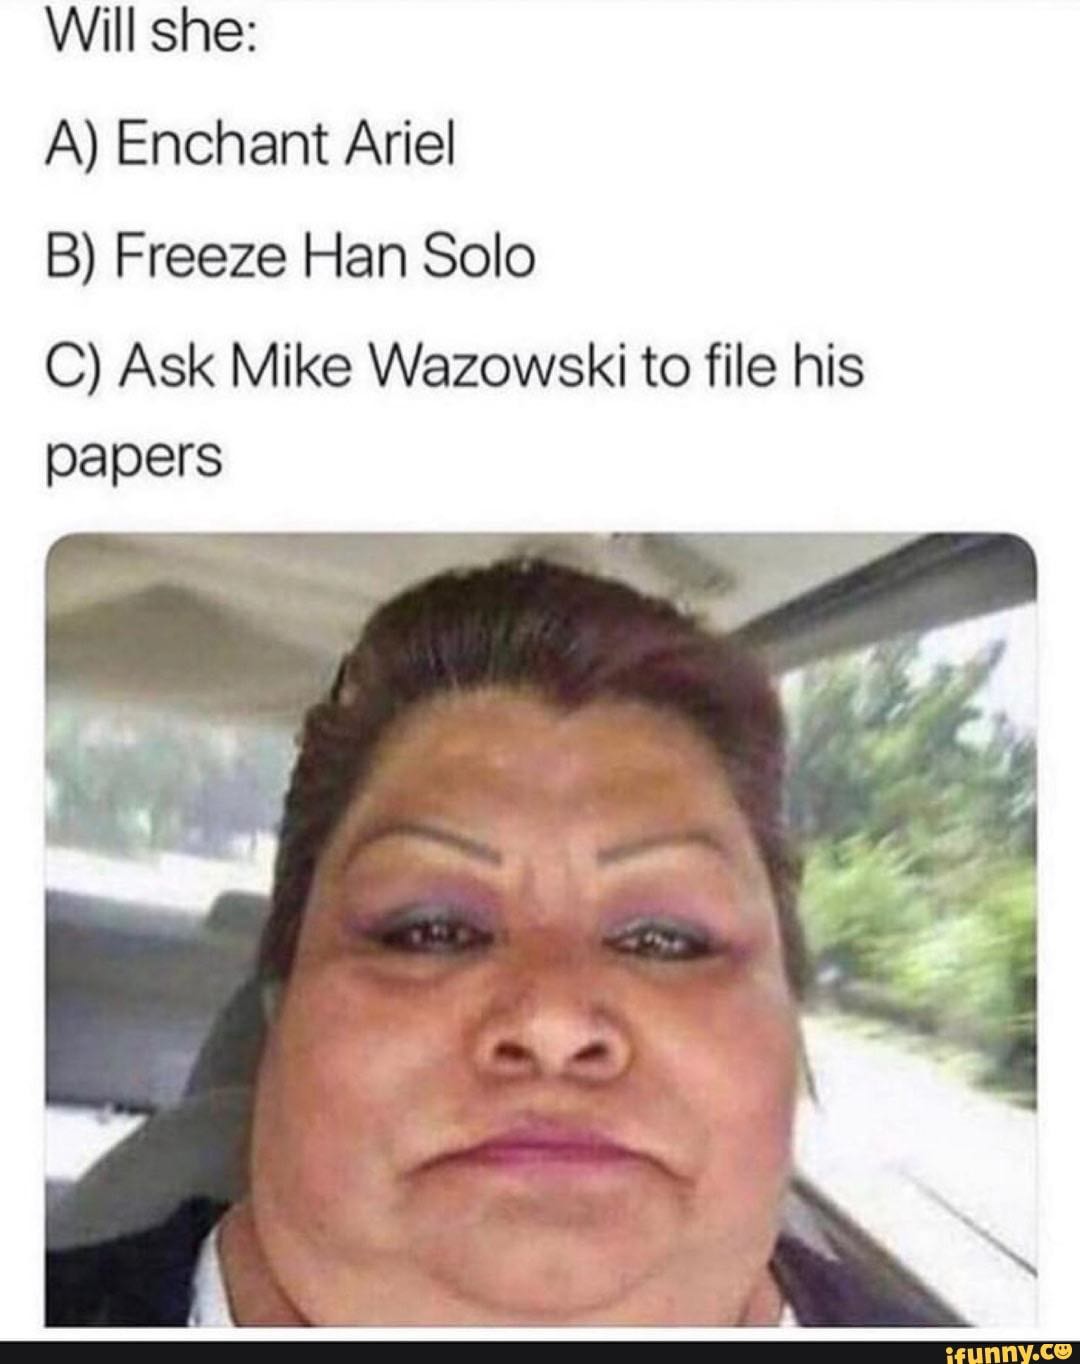 Will she:
A) Enchant Ariel
B) Freeze Han Solo
C) Ask Mike Wazowski to file his
papers
ifunny.co